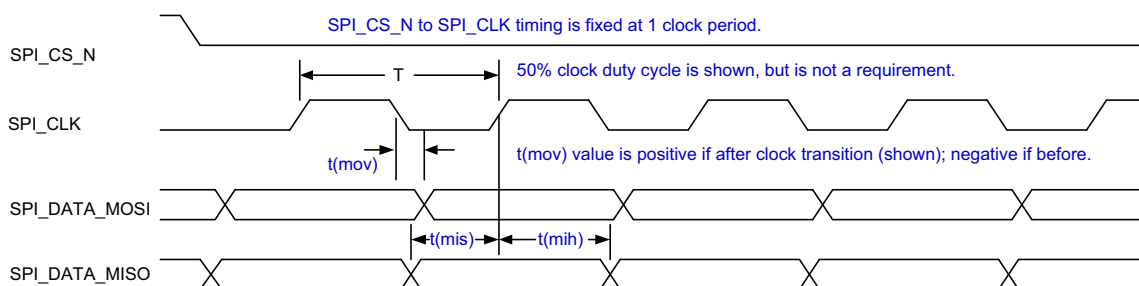 SPI_CS_N to SPI_CLK timing is fixed at 1 clock period.
SPI_CS_N
T
50% clock duty cycle is shown, but is not a requirement.
SPI_CLK
t(mov)
t(mov) value is positive if after clock transition (shown); negative if before.
SPI_DATA_MOSI
t(mis)
t(mih)
SPI_DATA_MISO